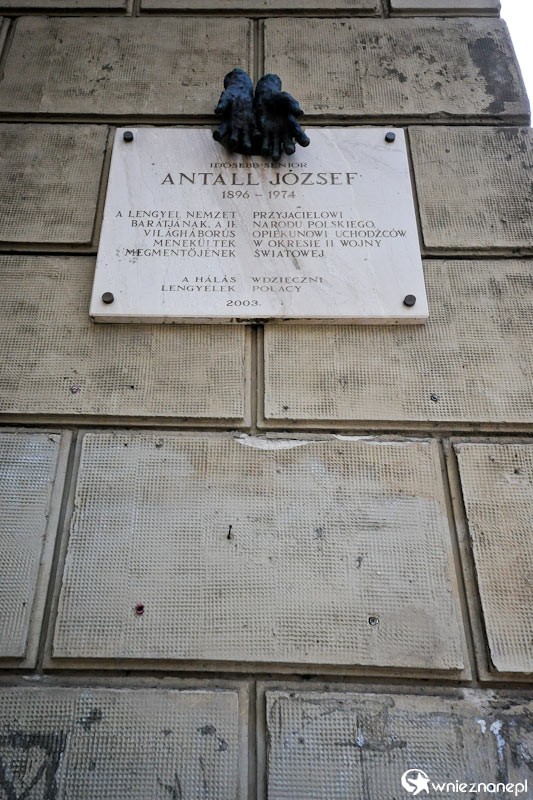 IDŐSEBB-SENIOR
ANTALL JÓZSEF
1896 – 1974
A LENGYEL NEMZET
BARÁTJÁNAK, A II.
VILÁGHÁBORÚS
MENEKÜLTEK
MEGMENTŐJÉNEK
PRZYJACIELOWI
NARODU POLSKIEGO,
OPIEKUNOWI UCHODŹCÓW
W OKRESIE II WOJNY
ŚWIATOWEJ
A HÁLÁS
LENGYELEK
WDZIĘCZNI
POLACY
2003.
wnieznane.pl